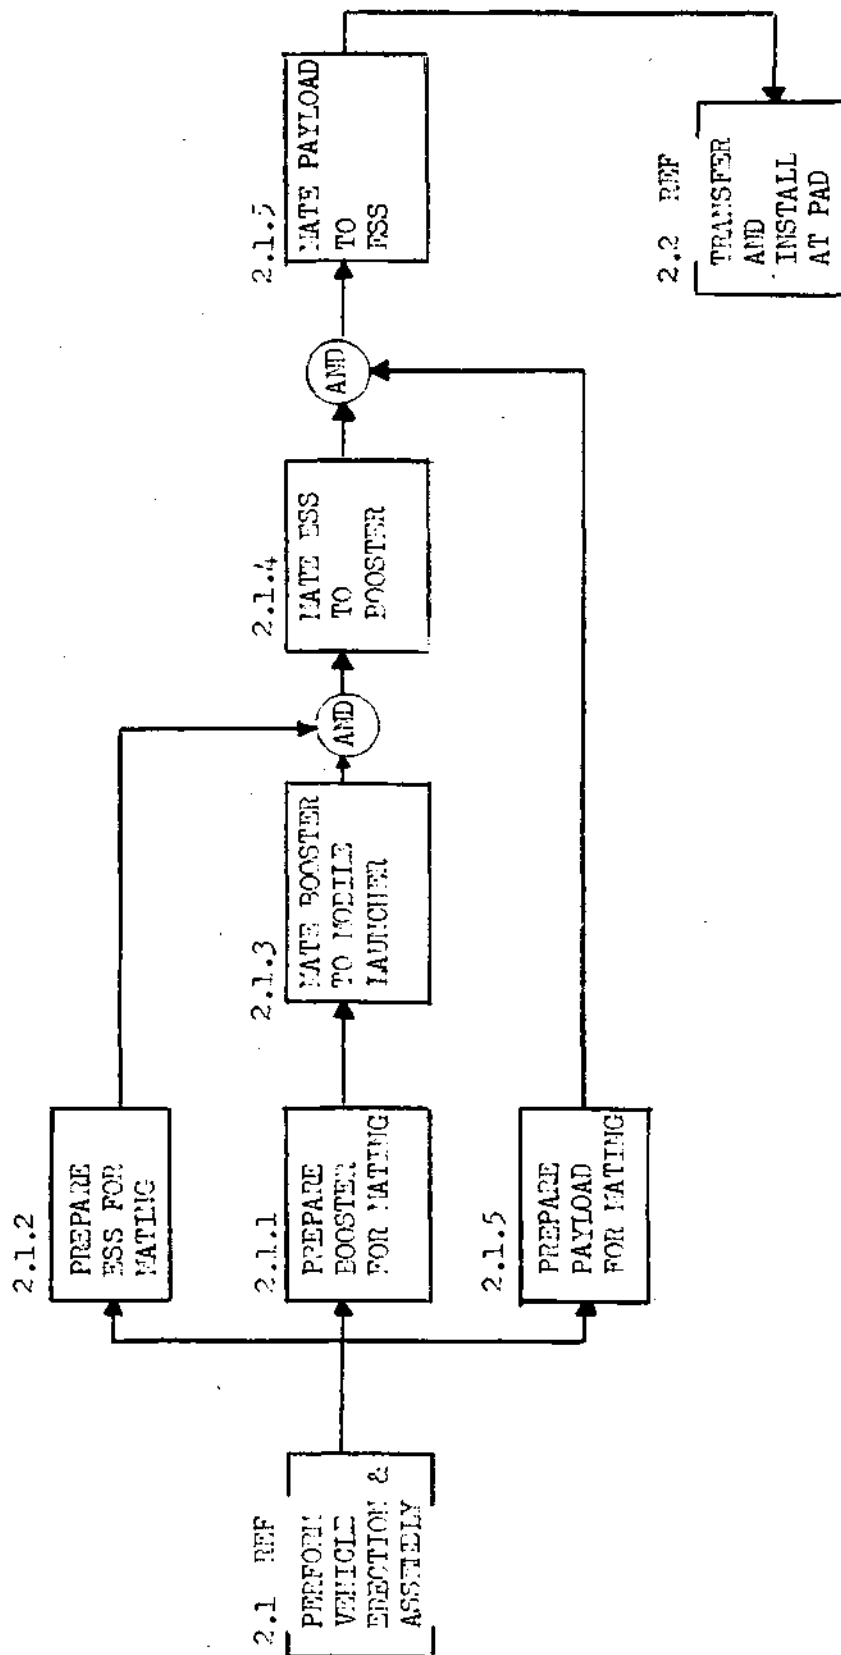 2.1 REF
PERFORM
VEHICLE
ERECTION &
ASSEMBLY
2.1.2
PREPARE
ESS FOR
MATING
2.1.1
PREPARE
BOOSTER
FOR MATING
2.1.5
PREPARE
PAYLOAD
FOR MATING
2.1.3
MATE BOOSTER
TO MOBILE
LAUNCHER
AND
2.1.4
MATE ESS
TO
BOOSTER
AND
2.1.5
MATE PAYLOAD
TO
ESS
2.2 REF
TRANSFER
AND
INSTALL
AT PAD